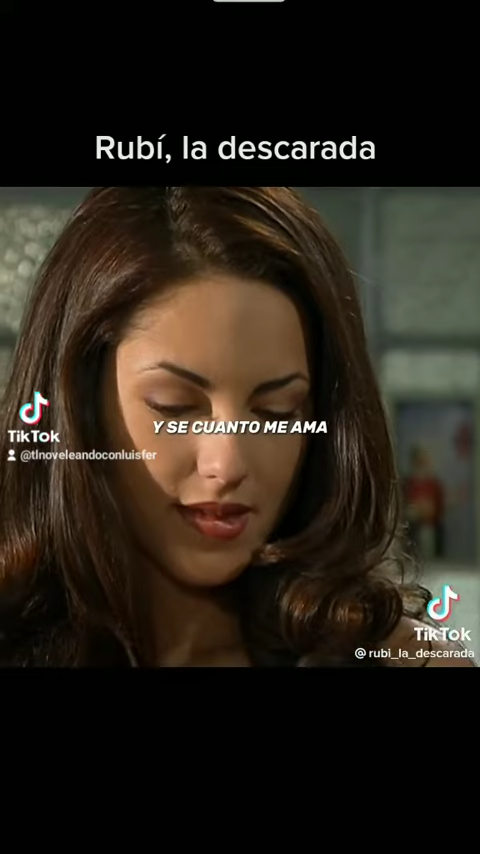 Rubí, la descarada
Y SE CUANTO ME AMA
TikTok
@tlnoveleandoconluisfer
TikTok
@rubi_la_descarada